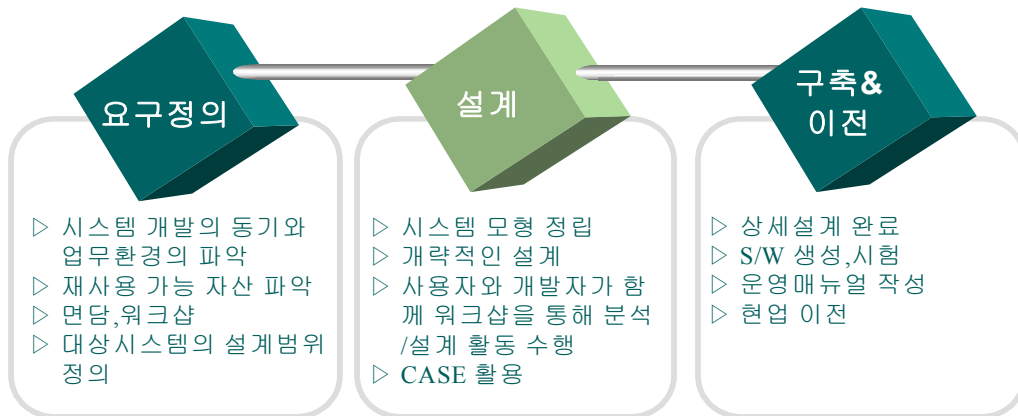 요구정의
▷ 시스템 개발의 동기와
업무환경의 파악
▷ 재사용 가능 자산 파악
▷ 면담,워크샵
▷ 대상시스템의 설계범위
정의
설계
▷ 시스템 모형 정립
▷ 개략적인 설계
▷ 사용자와 개발자가 함
께 워크샵을 통해 분석
/설계 활동 수행
▷ CASE 활용
구축&
이전
▷ 상세설계 완료
▷ S/W 생성,시험
▷ 운영매뉴얼 작성
▷ 현업 이전